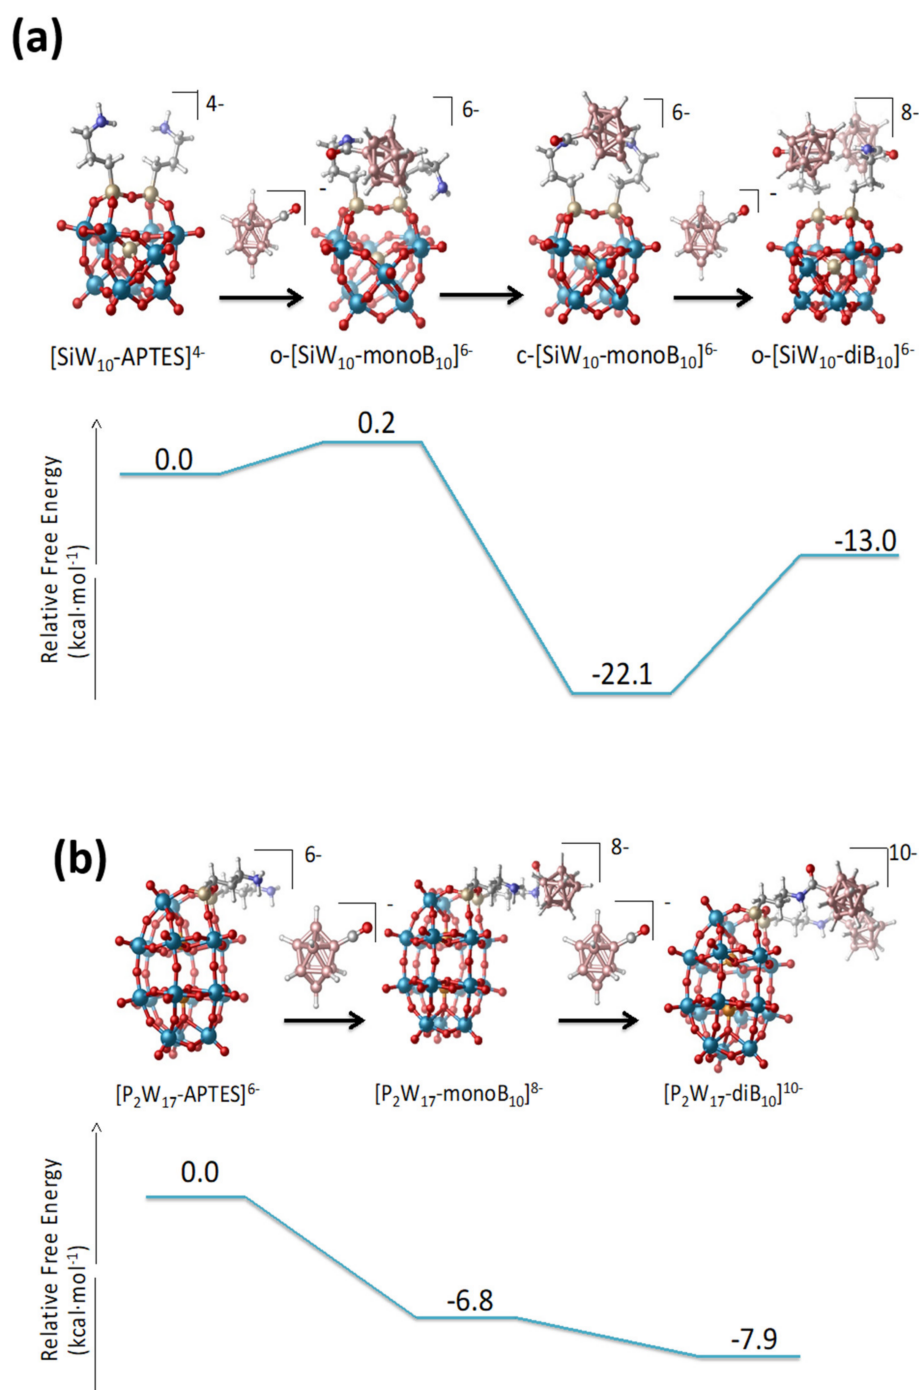 (a)
4-
6-
6-
8-
-
-
[SiW10-APTES]4-
o-[SiW10-monoB10]6-
c-[SiW10-monoB10]6-
o-[SiW10-diB10]6-
Relative Free Energy
(kcal·mol-1)
0.0
0.2
-22.1
-13.0
(b)
6-
8-
10-
-
-
[P2W17-APTES]6-
[P2W17-monoB10]8-
[P2W17-diB10]10-
Relative Free Energy
(kcal·mol-1)
0.0
-6.8
-7.9